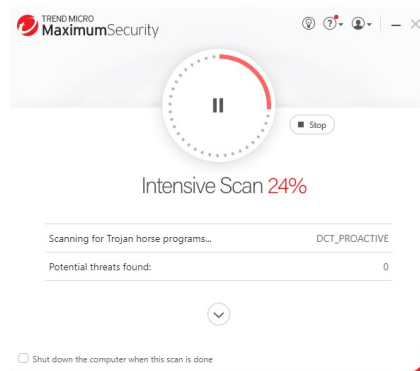 TREND MICRO
MaximumSecurity
Stop
Intensive Scan 24%
Scanning for Trojan horse programs... DCT_PROACTIVE
Potential threats found: 0
Shut down the computer when this scan is done